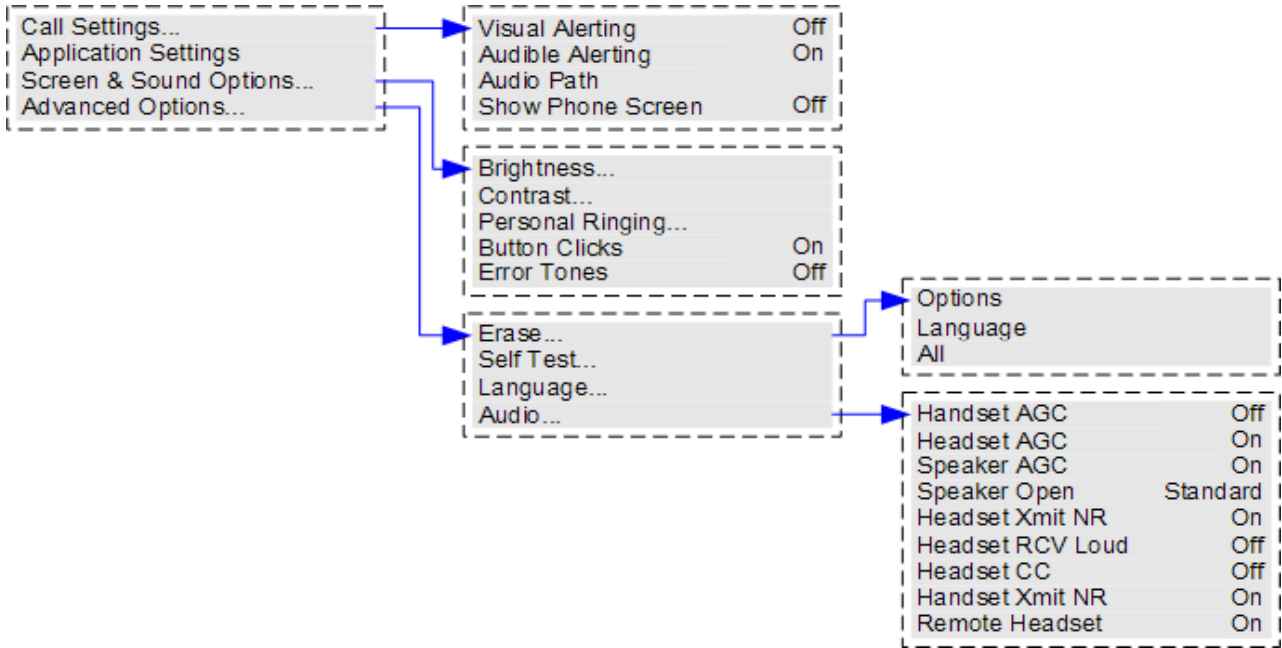 Call Settings...
Application Settings
Screen & Sound Options...
Advanced Options...
Visual Alerting Off
Audible Alerting On
Audio Path
Show Phone Screen Off
Brightness...
Contrast...
Personal Ringing...
Button Clicks On
Error Tones Off
Erase...
Self Test...
Language...
Audio...
Options
Language
All
Handset AGC Off
Headset AGC On
Speaker AGC On
Speaker Open Standard
Headset Xmit NR On
Headset RCV Loud Off
Headset CC Off
Handset Xmit NR On
Remote Headset On